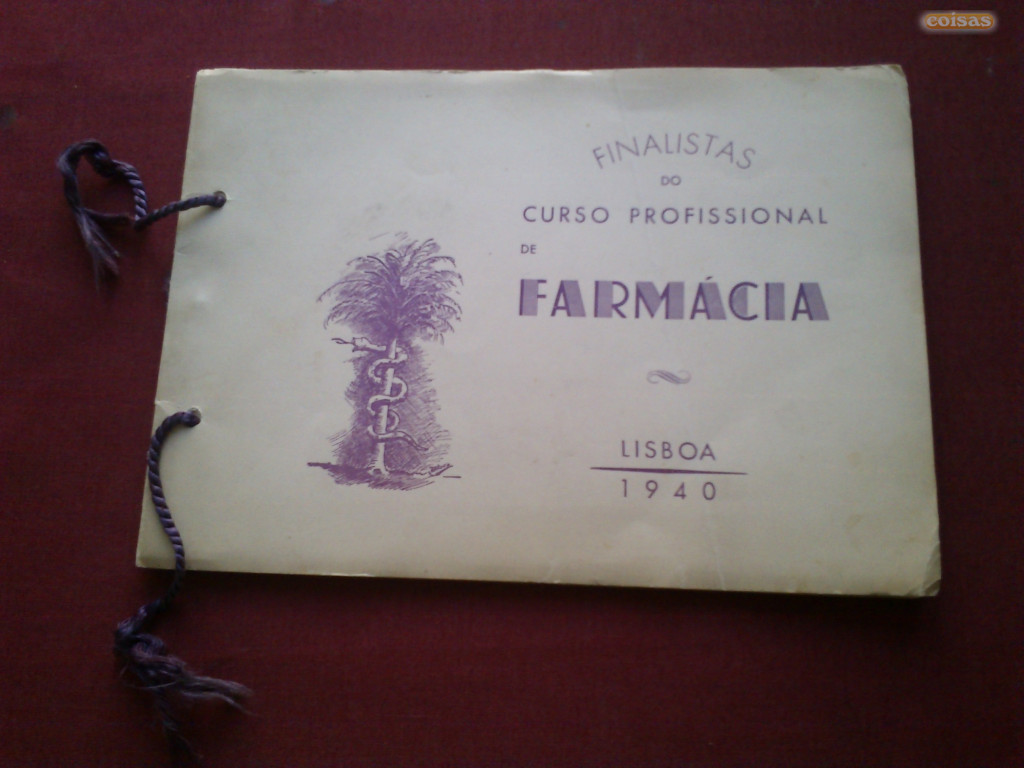 coisas
FINALISTAS
DO
CURSO PROFISSIONAL
DE
FARMÁCIA
LISBOA
1940